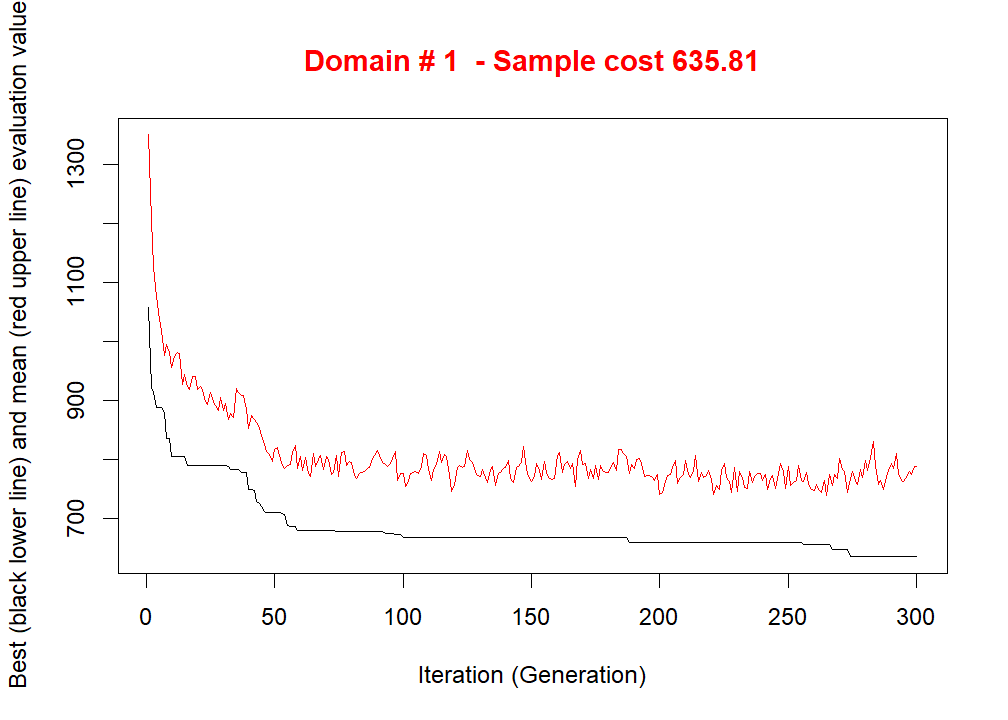 Domain # 1  - Sample cost 635.81
Best (black lower line) and mean (red upper line) evaluation value
1300
1100
900
700
0 50 100 150 200 250 300
Iteration (Generation)